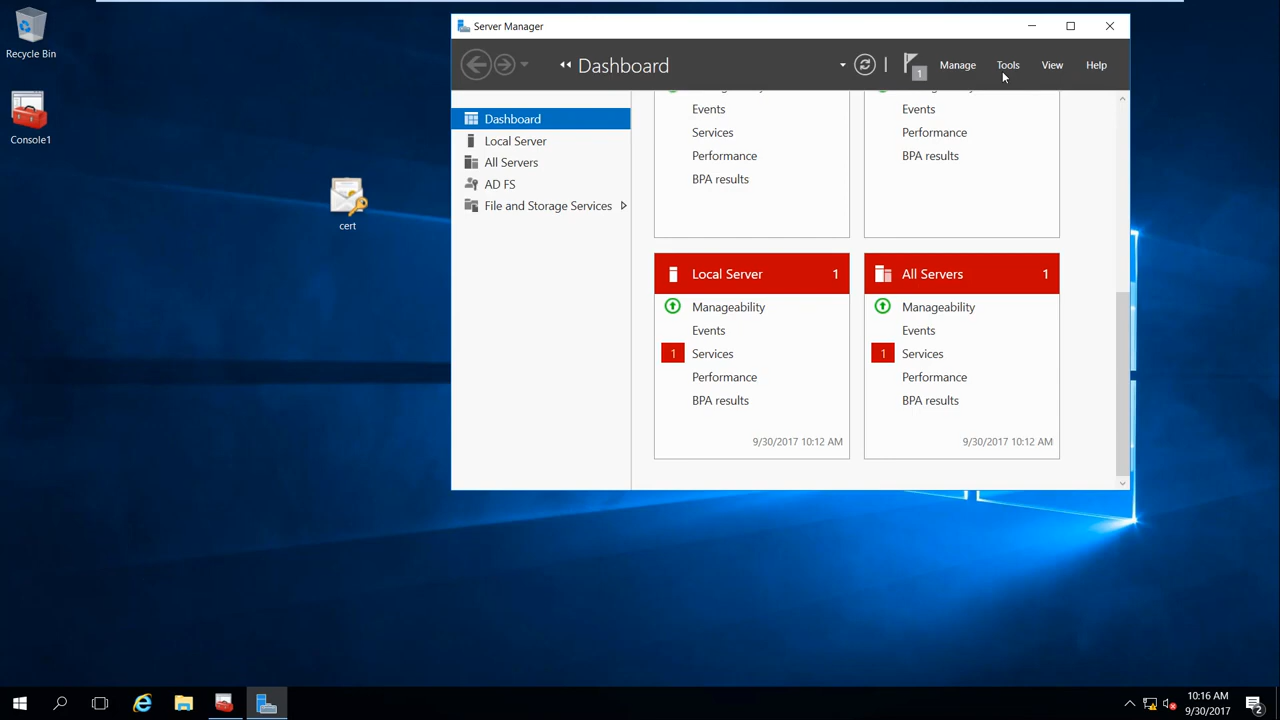 Recycle Bin
Console1
cert
Server Manager
Dashboard
1
Manage
Tools
View
Help
Dashboard
Local Server
All Servers
AD FS
File and Storage Services
Events
Services
Performance
BPA results
Events
Performance
BPA results
Local Server 1
Manageability
Events
1 Services
Performance
BPA results
9/30/2017 10:12 AM
All Servers 1
Manageability
Events
1 Services
Performance
BPA results
9/30/2017 10:12 AM
10:16 AM
9/30/2017
2